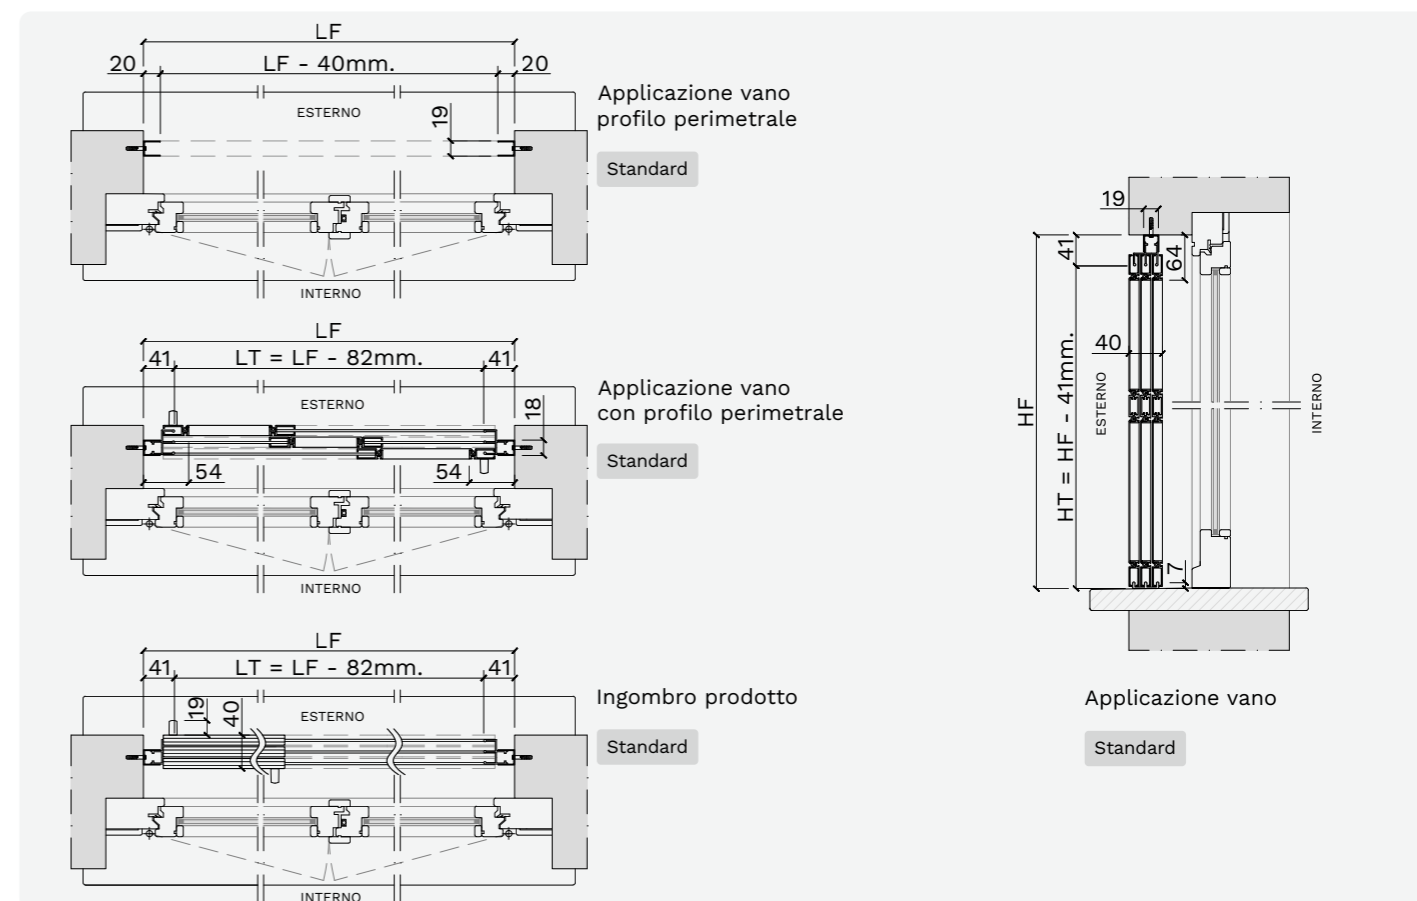 LF
20
LF - 40mm.
20
ESTERNO
19
INTERNO
Applicazione vano
profilo perimetrale
Standard
LF
41
LT = LF - 82mm.
41
ESTERNO
18
54
54
INTERNO
Applicazione vano
con profilo perimetrale
Standard
LF
41
LT = LF - 82mm.
41
19
40
ESTERNO
INTERNO
Ingombro prodotto
Standard
19
41
64
40
HF
HT = HF - 41mm.
ESTERNO
INTERNO
7
Applicazione vano
Standard